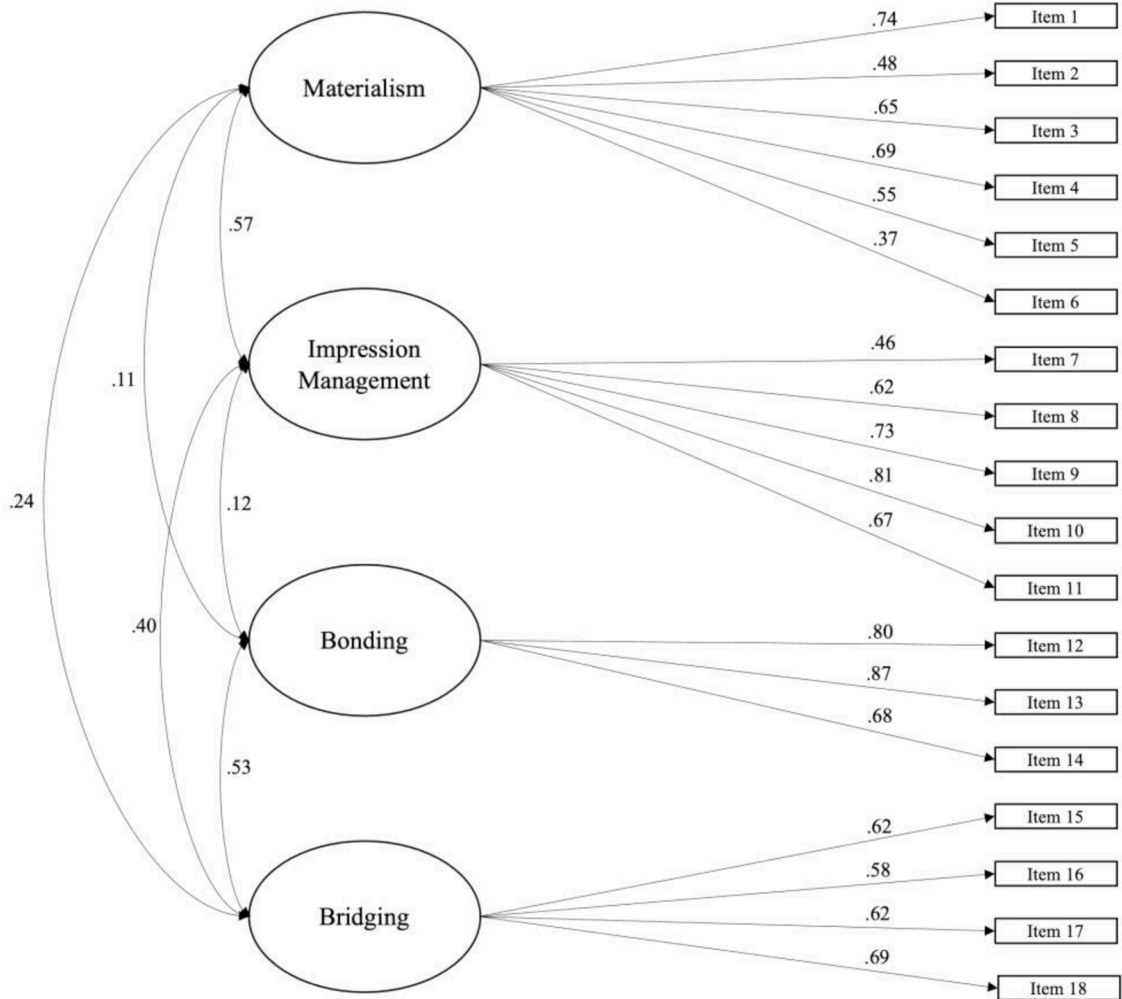 Materialism
Impression
Management
Bonding
Bridging
.57
.11
.12
.24
.40
.53
.74
Item 1
.48
Item 2
.65
Item 3
.69
Item 4
.55
Item 5
.37
Item 6
.46
Item 7
.62
Item 8
.73
Item 9
.81
Item 10
.67
Item 11
.80
Item 12
.87
Item 13
.68
Item 14
.62
Item 15
.58
Item 16
.62
Item 17
.69
Item 18